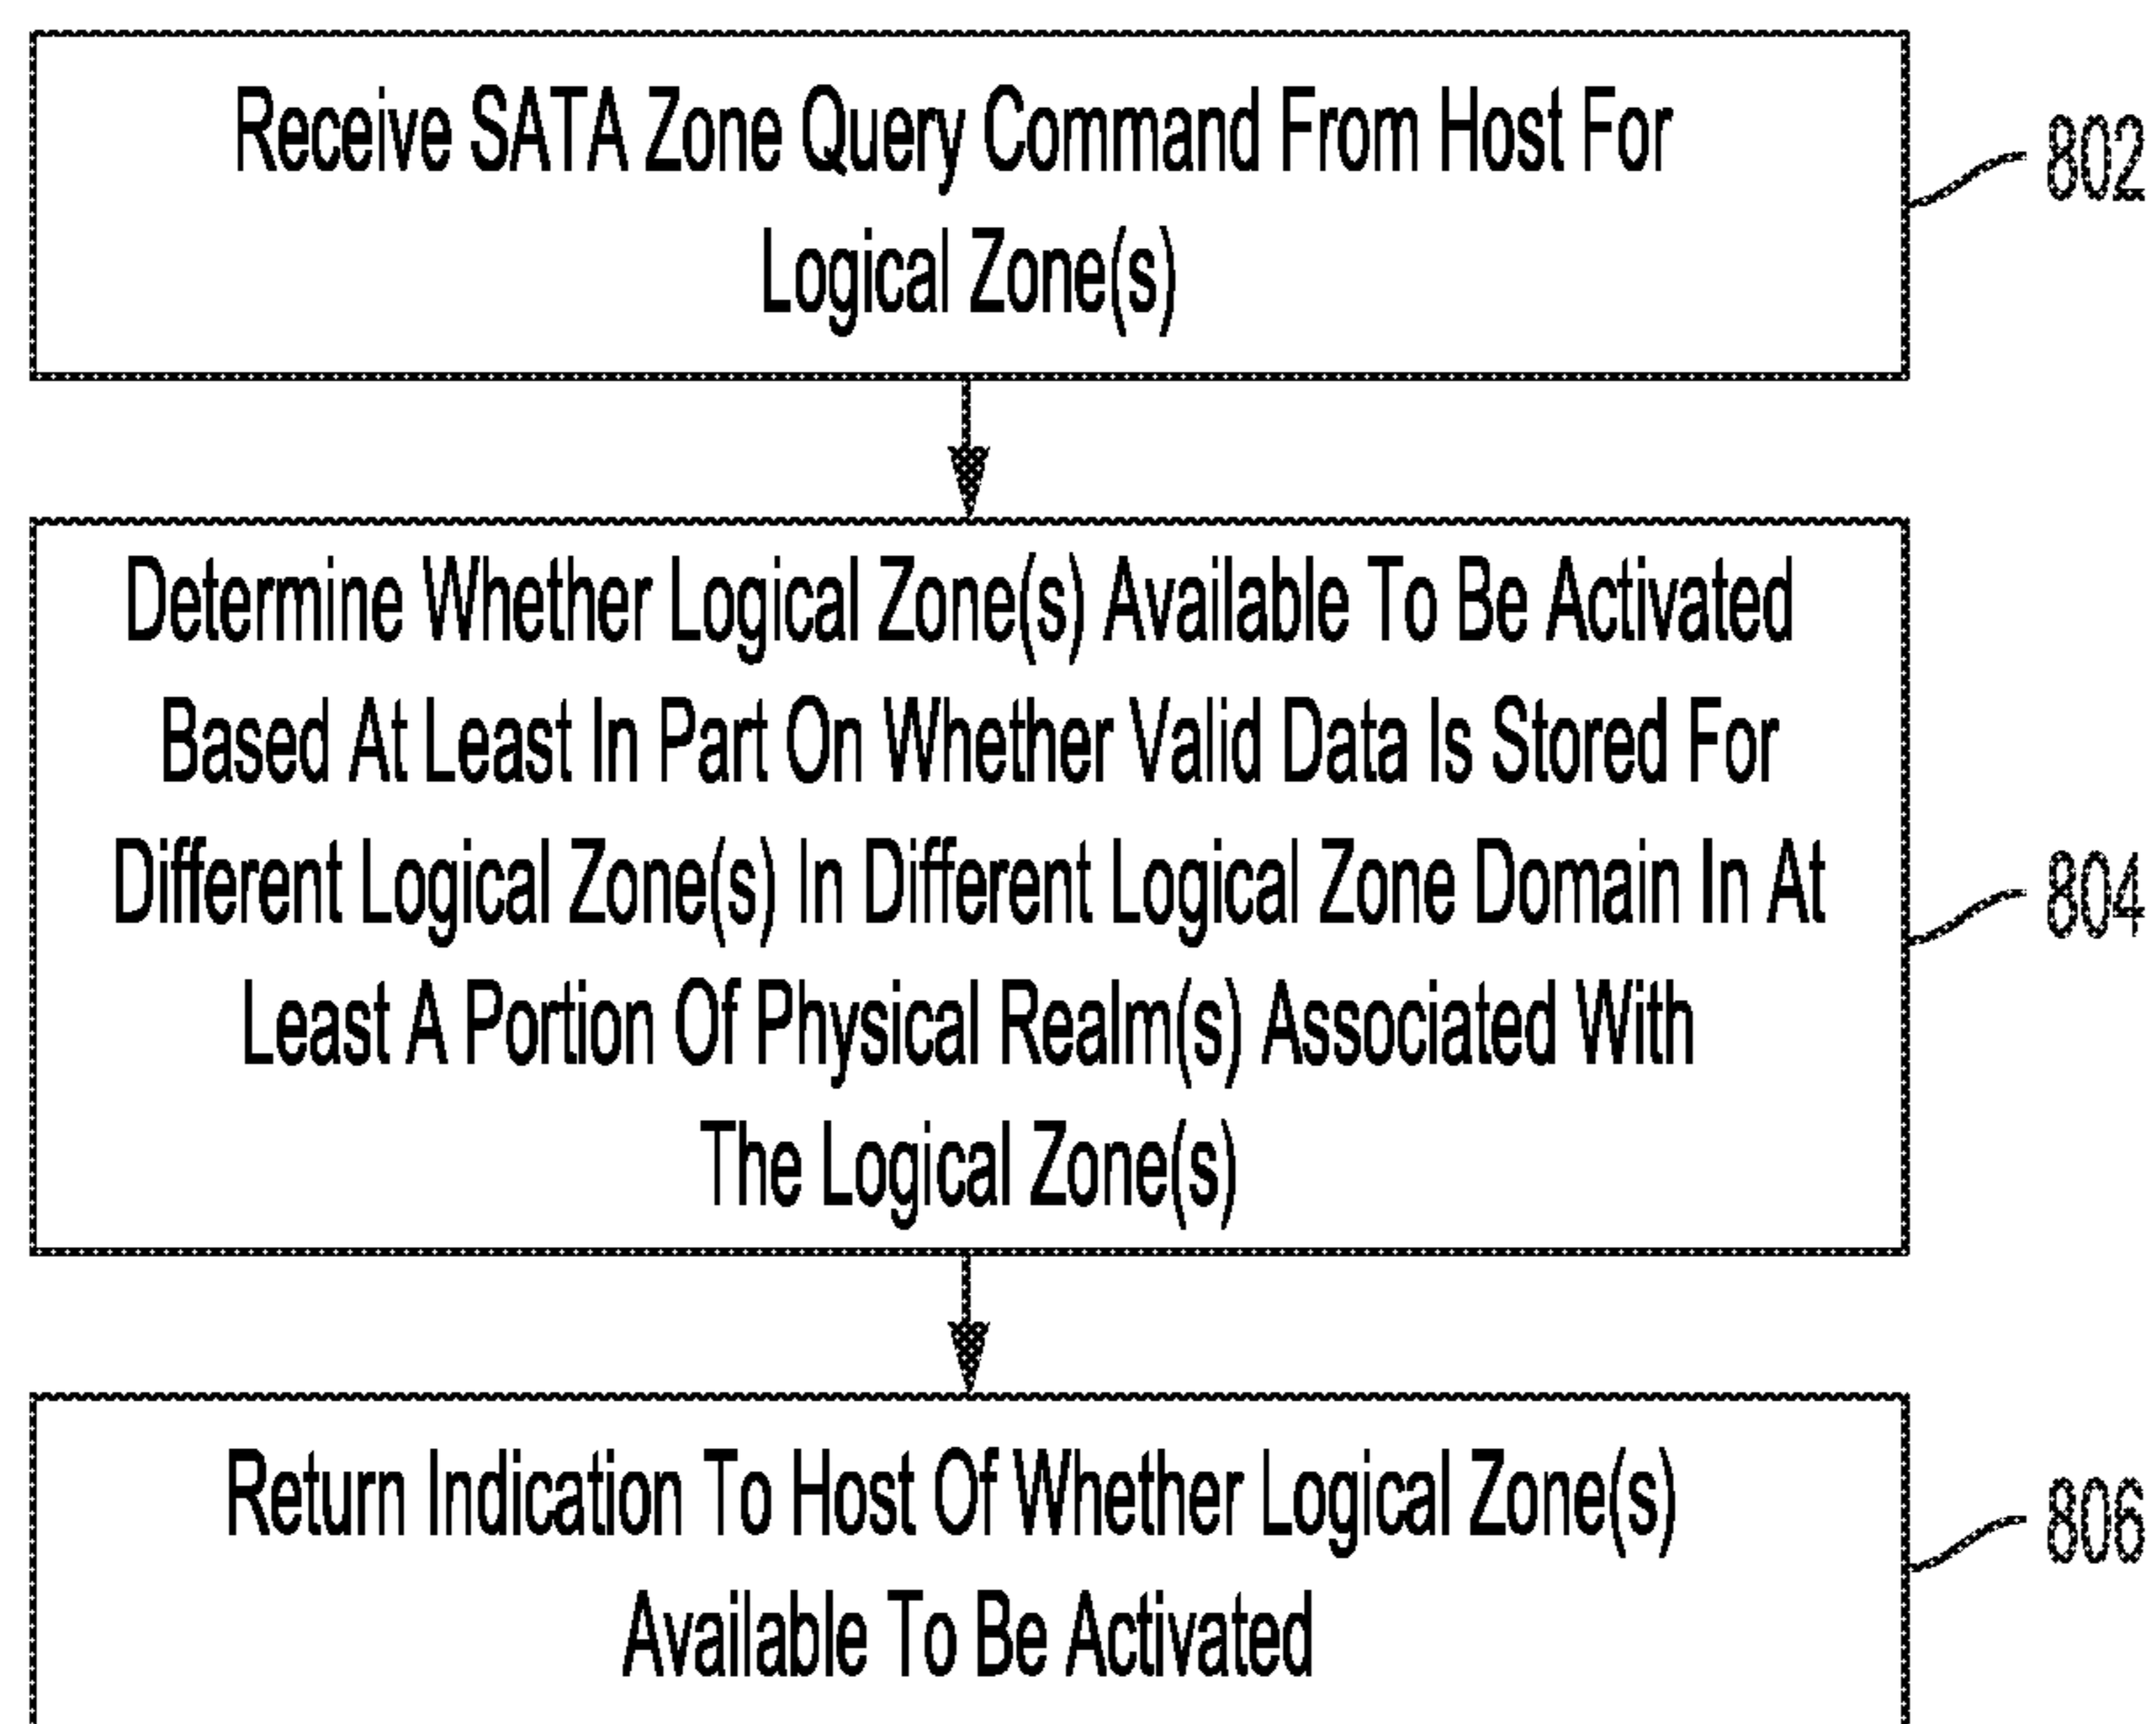 Receive SATA Zone Query Command From Host For
Logical Zone(s)
802
Determine Whether Logical Zone(s) Available To Be Activated
Based At Least In Part On Whether Valid Data Is Stored For
Different Logical Zone(s) In Different Logical Zone Domain In At
Least A Portion Of Physical Realm(s) Associated With
The Logical Zone(s)
804
Return Indication To Host Of Whether Logical Zone(s)
Available To Be Activated
806